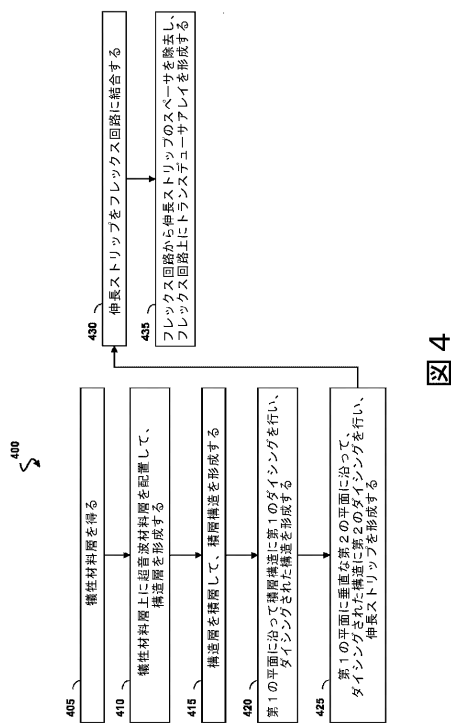 400
405
犠牲材料層を得る
410
犠牲材料層上に超音波材料層を配置して、
構造層を形成する
415
構造層を積層して、積層構造を形成する
420
第1の平面に沿って積層構造に第1のダイシングを行い、
ダイシングされた構造を形成する
425
第1の平面に垂直な第2の平面に沿って、
ダイシングされた構造に第2のダイシングを行い、
伸長ストリップを形成する
430
伸長ストリップをフレックス回路に結合する
435
フレックス回路から伸長ストリップのスペーサを除去し、
フレックス回路上にトランスデューサアレイを形成する
図4